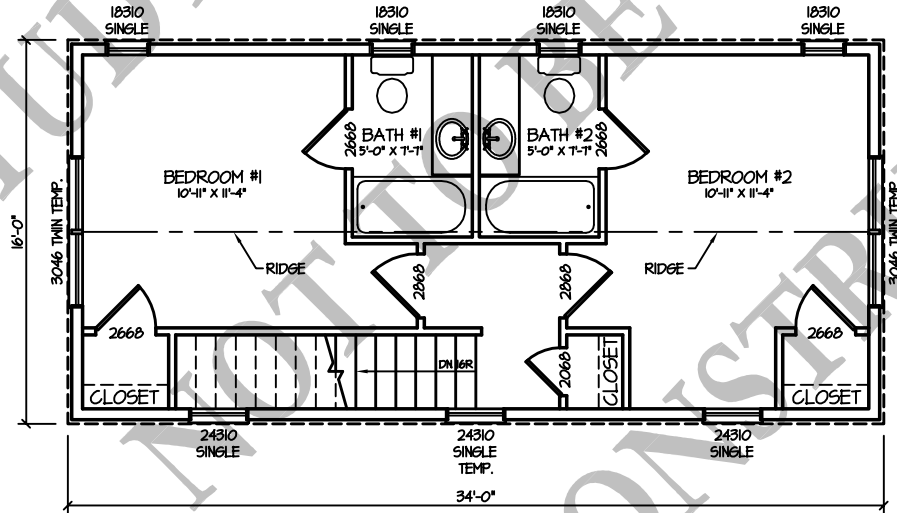 18310
SINGLE
18310
SINGLE
18310
SINGLE
18310
SINGLE
16'-0"
3046 TWIN TEMP.
BEDROOM #1
10'-11" X 11'-4"
2668
BATH #1
5'-0" X 7'-7"
BATH #2
5'-0" X 7'-7"
2668
BEDROOM #2
10'-11" X 11'-4"
3046 TWIN TEMP.
RIDGE
RIDGE
2868
2868
2668
2668
DN 16R
2068
CLOSET
CLOSET
CLOSET
24310
SINGLE
24310
SINGLE
TEMP.
24310
SINGLE
34'-0"
NOT TO BE